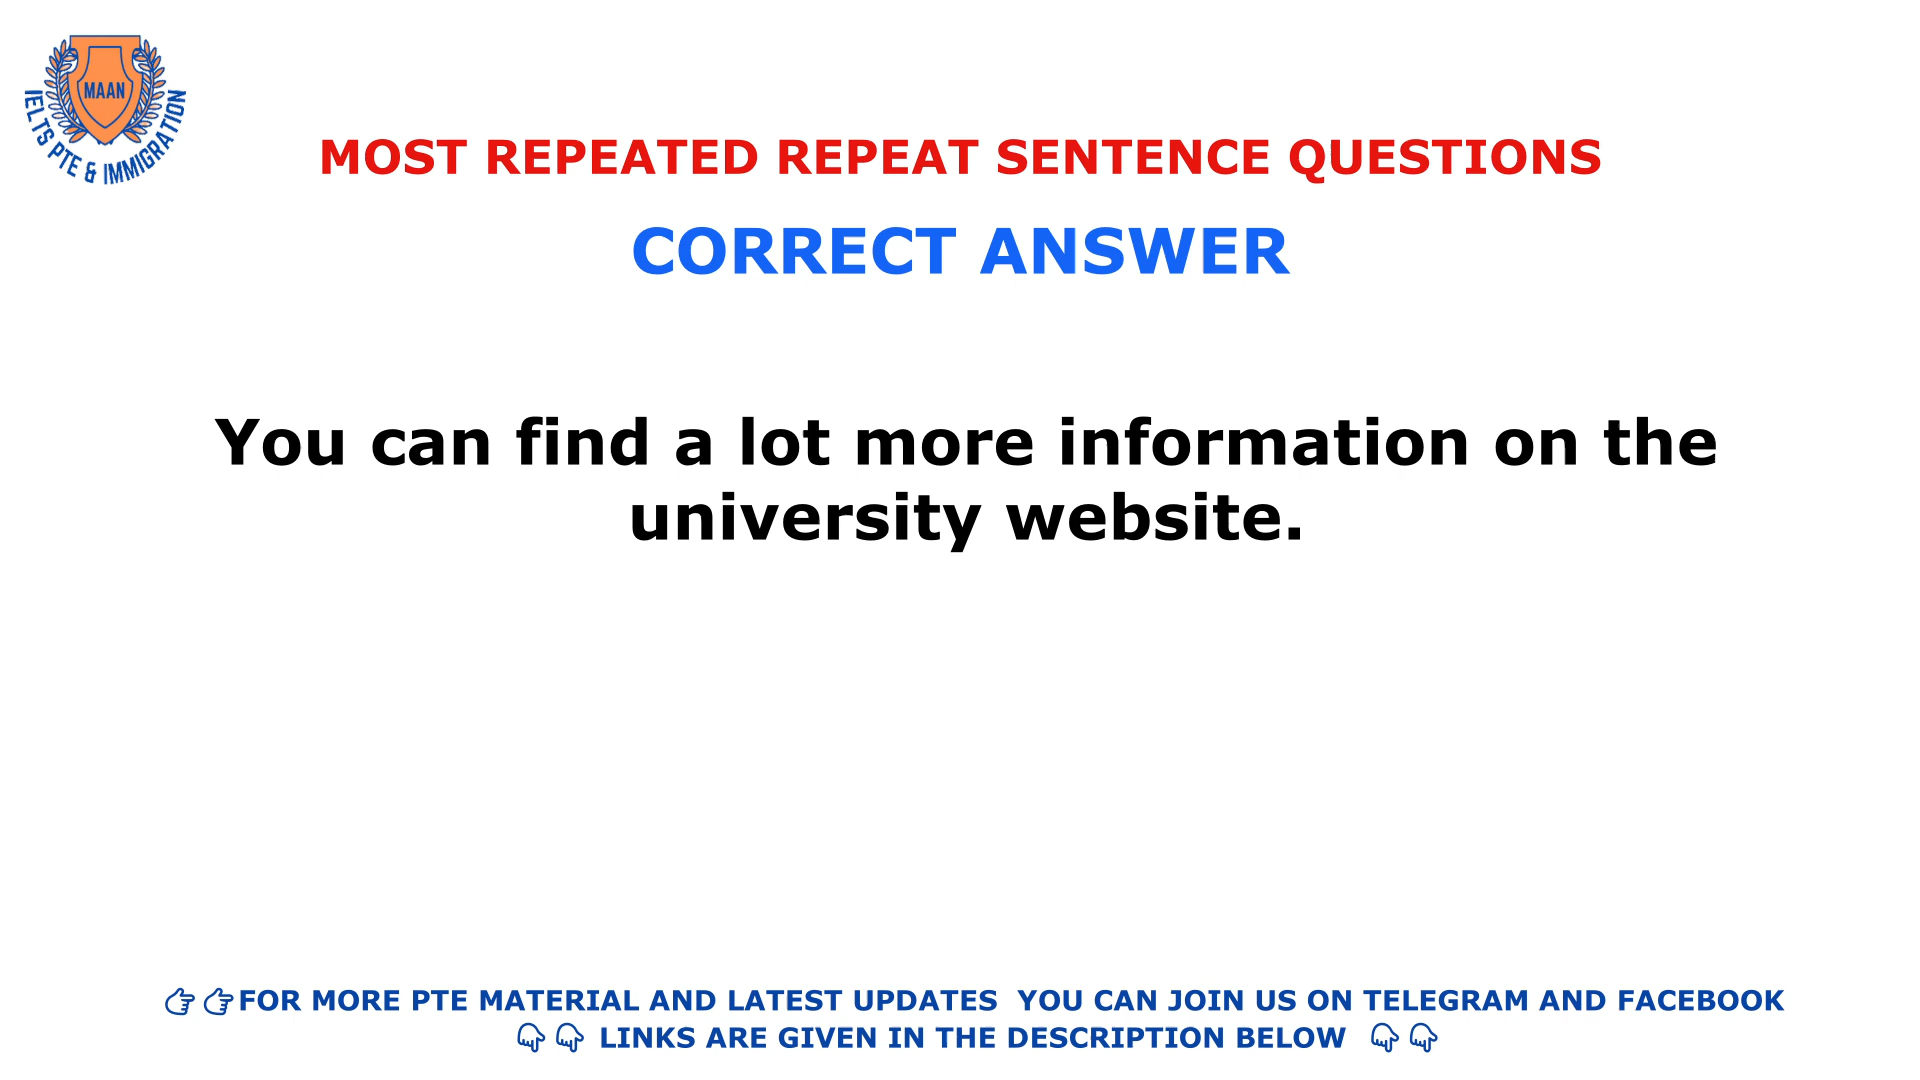 MAAN
IELTS PTE & IMMIGRATION
MOST REPEATED REPEAT SENTENCE QUESTIONS
CORRECT ANSWER
You can find a lot more information on the
university website.
FOR MORE PTE MATERIAL AND LATEST UPDATES YOU CAN JOIN US ON TELEGRAM AND FACEBOOK
LINKS ARE GIVEN IN THE DESCRIPTION BELOW